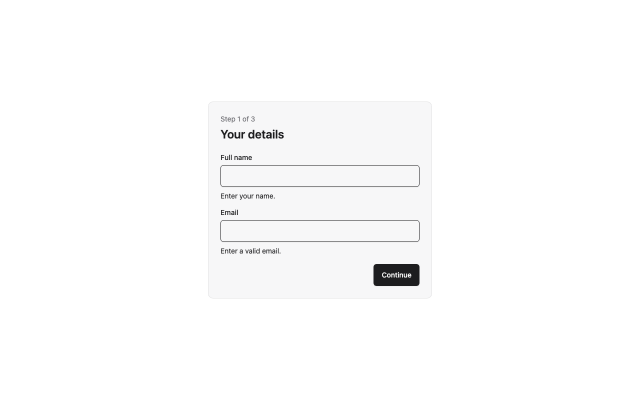 Step 1 of 3
Your details
Full name
Enter your name.
Email
Enter a valid email.
Continue